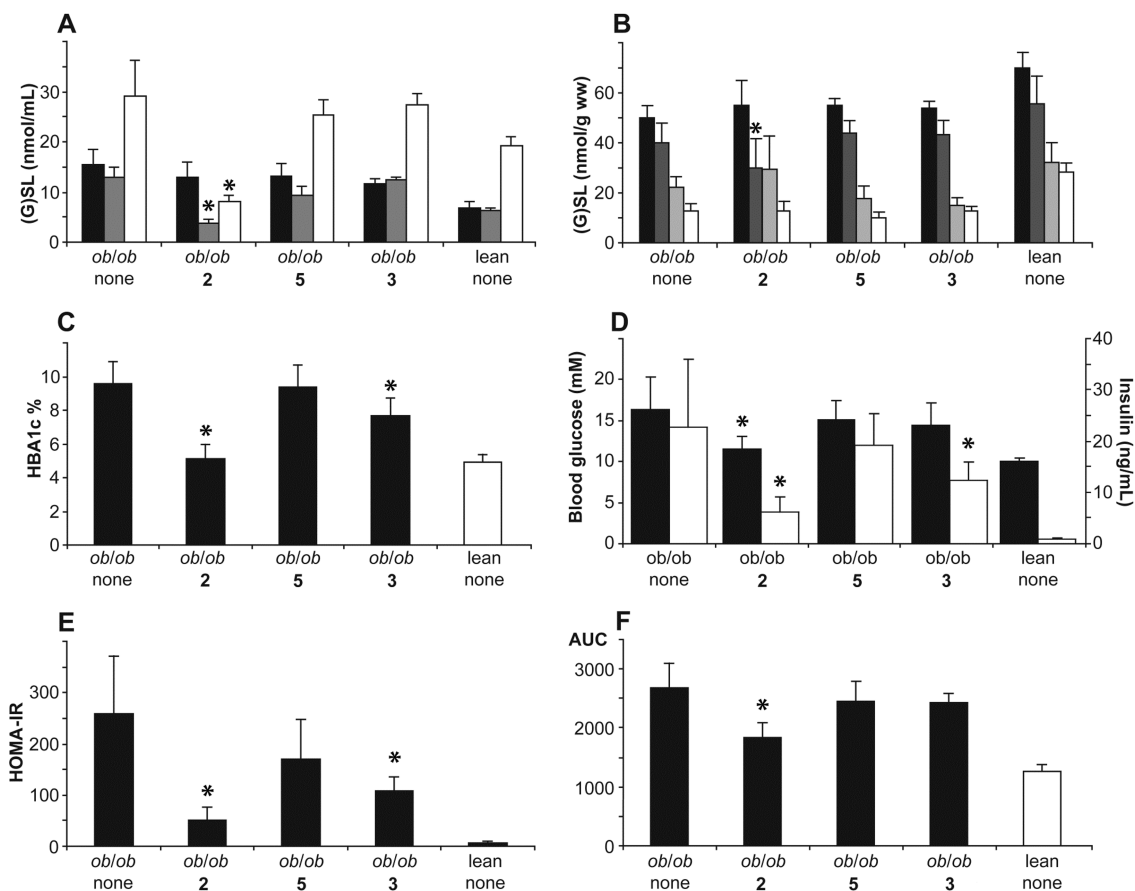 A
(G)SL (nmol/mL)
30
20
10
0
ob/ob ob/ob ob/ob ob/ob lean
none 2 5 3 none
B
(G)SL (nmol/g ww)
60
40
20
0
ob/ob ob/ob ob/ob ob/ob lean
none 2 5 3 none
C
HBA1c %
10
8
6
4
2
0
ob/ob ob/ob ob/ob ob/ob lean
none 2 5 3 none
D
Blood glucose (mM)
20
15
10
5
0
Insulin (ng/mL)
40
30
20
10
0
ob/ob ob/ob ob/ob ob/ob lean
none 2 5 3 none
E
HOMA-IR
300
200
100
0
ob/ob ob/ob ob/ob ob/ob lean
none 2 5 3 none
F
AUC
3000
2000
1000
0
ob/ob ob/ob ob/ob ob/ob lean
none 2 5 3 none